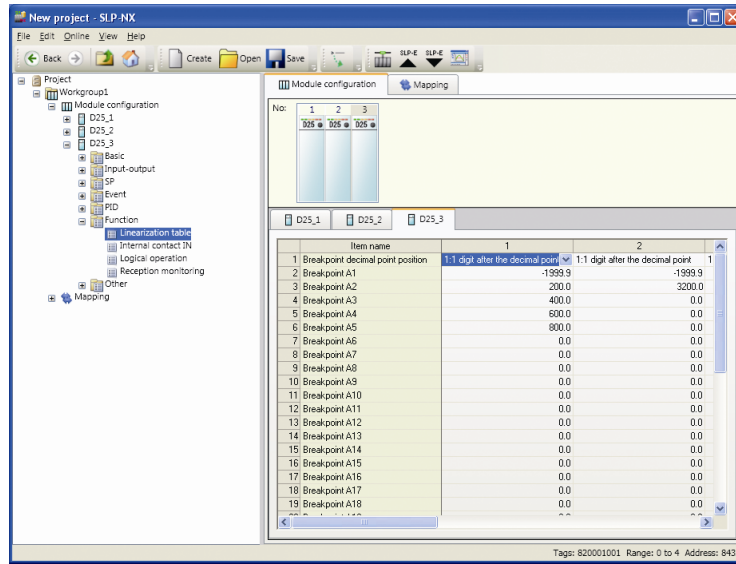 New project - SLP-NX
File Edit Online View Help
Back Create Open Save SLP-E SLP-E
Project
Workgroup1
Module configuration
D25_1
D25_2
D25_3
Basic
Input-output
SP
Event
PID
Function
Linearization table
Internal contact IN
Logical operation
Reception monitoring
Other
Mapping
Module configuration Mapping
No: 1 2 3
D25 D25 D25
D25_1 D25_2 D25_3
Item name 1 2
1 Breakpoint decimal point position 1:1 digit after the decimal point 1:1 digit after the decimal point 1
2 Breakpoint A1 -1999.9 -1999.9
3 Breakpoint A2 200.0 3200.0
4 Breakpoint A3 400.0 0.0
5 Breakpoint A4 600.0 0.0
6 Breakpoint A5 800.0 0.0
7 Breakpoint A6 0.0 0.0
8 Breakpoint A7 0.0 0.0
9 Breakpoint A8 0.0 0.0
10 Breakpoint A9 0.0 0.0
11 Breakpoint A10 0.0 0.0
12 Breakpoint A11 0.0 0.0
13 Breakpoint A12 0.0 0.0
14 Breakpoint A13 0.0 0.0
15 Breakpoint A14 0.0 0.0
16 Breakpoint A15 0.0 0.0
17 Breakpoint A16 0.0 0.0
18 Breakpoint A17 0.0 0.0
19 Breakpoint A18 0.0 0.0
Tags: 820001001 Range: 0 to 4 Address: 843